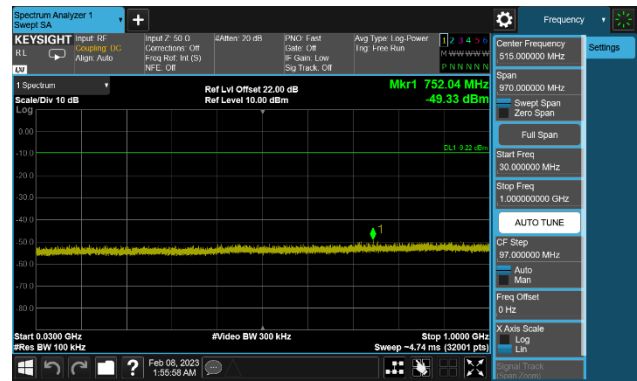 Spectrum Analyzer 1
Swept SA
+
Frequency
KEYSIGHT
RL
LXI
Input: RF
Coupling: DC
Align: Auto
Input Z: 50 Ω
Corrections: Off
Freq Ref: Int (S)
NFE: Off
#Atten: 20 dB
PNO: Fast
Gate: Off
IF Gain: Low
Sig Track: Off
Avg Type: Log-Power
Trig: Free Run
1 2 3 4 5 6
M W W W W W
P N N N N N
1 Spectrum
Scale/Div 10 dB
Log
Ref Lvl Offset 22.00 dB
Ref Level 10.00 dBm
Mkr1 752.04 MHz
-49.33 dBm
0.00
-10.0
-20.0
-30.0
-40.0
-50.0
-60.0
-70.0
-80.0
DL1 -9.22 dBm
1
Start 0.0300 GHz
#Res BW 100 kHz
#Video BW 300 kHz
Stop 1.0000 GHz
Sweep ~4.74 ms (32001 pts)
?
Feb 08, 2023
1:55:58 AM
Center Frequency
515.000000 MHz
Settings
Span
970.000000 MHz
Swept Span
Zero Span
Full Span
Start Freq
30.000000 MHz
Stop Freq
1.000000000 GHz
AUTO TUNE
CF Step
97.000000 MHz
Auto
Man
Freq Offset
0 Hz
X Axis Scale
Log
Lin
Signal Track
(Span Zoom)